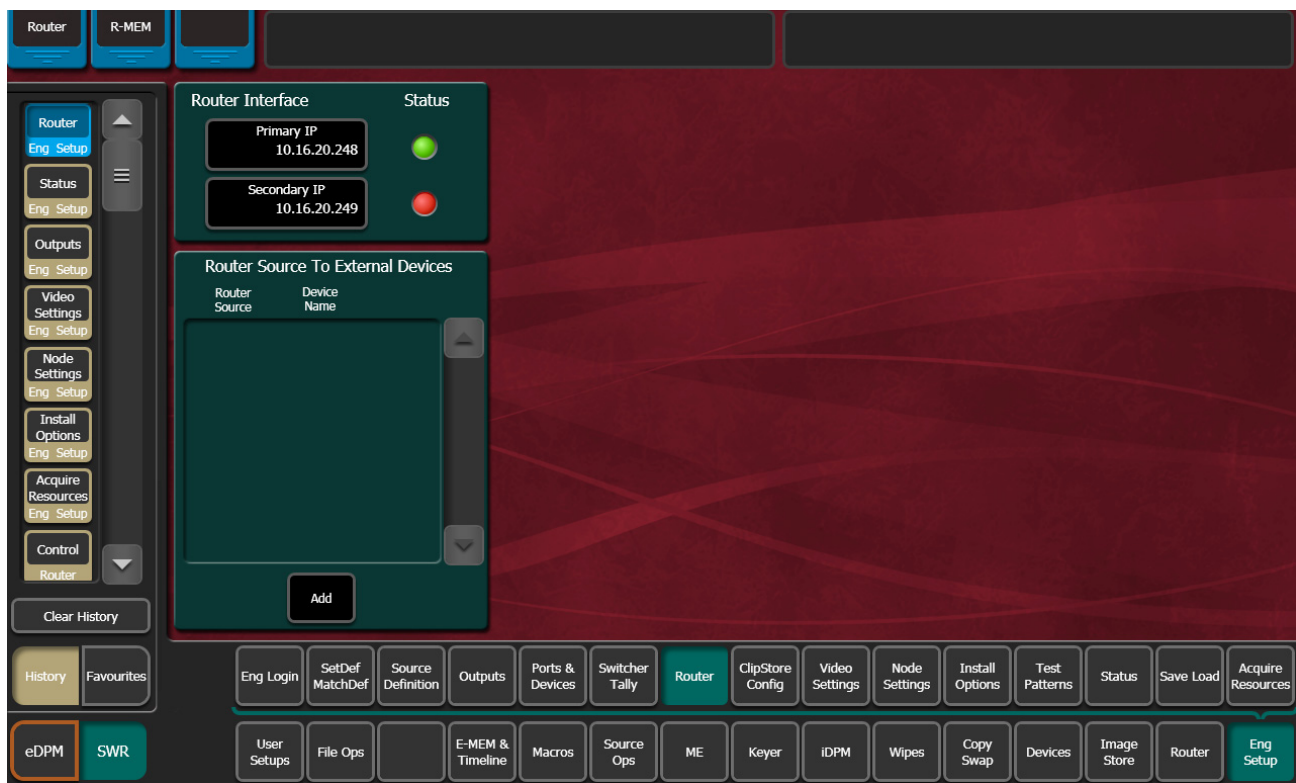 Router
R-MEM
Router
Eng Setup
Status
Eng Setup
Outputs
Eng Setup
Video
Settings
Eng Setup
Node
Settings
Eng Setup
Install
Options
Eng Setup
Acquire
Resources
Eng Setup
Control
Router
Clear History
History
Favourites
eDPM
SWR
Router Interface
Status
Primary IP
10.16.20.248
Secondary IP
10.16.20.249
Router Source To External Devices
Router
Source
Device
Name
Add
Eng Login
SetDef
MatchDef
Source
Definition
Outputs
Ports &
Devices
Switcher
Tally
Router
ClipStore
Config
Video
Settings
Node
Settings
Install
Options
Test
Patterns
Status
Save Load
Acquire
Resources
User
Setups
File Ops
E-MEM &
Timeline
Macros
Source
Ops
ME
Keyer
iDPM
Wipes
Copy
Swap
Devices
Image
Store
Router
Eng
Setup